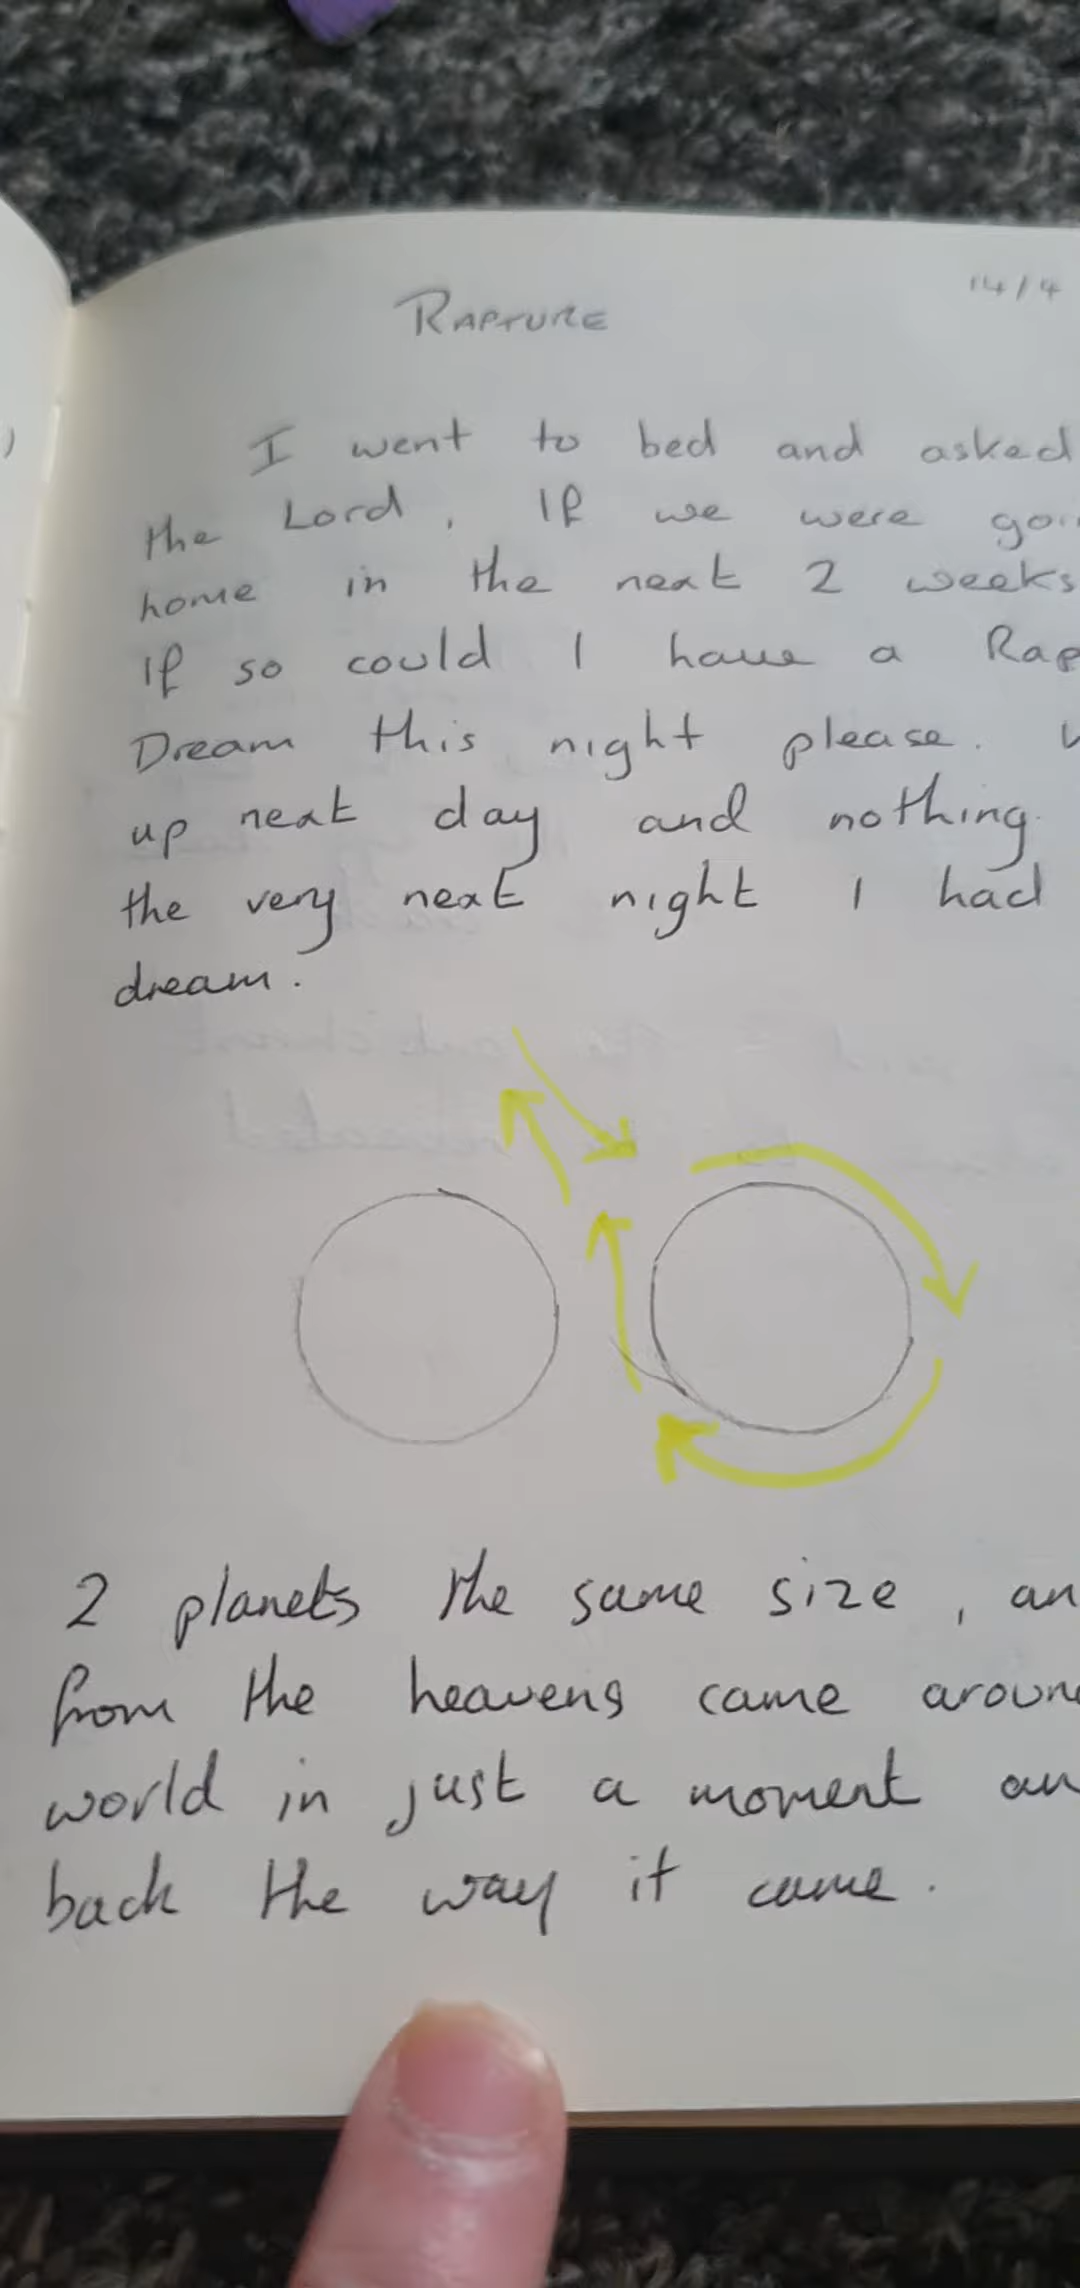 RAPTURE
14/4
I went to bed and asked
the Lord, If we were
home in the next 2 weeks
If so could I have a
Dream this night please.
up next day and nothing.
the very next night I had
dream.
2 planets the same size,
from the heavens came
world in just a moment
back the way it came.